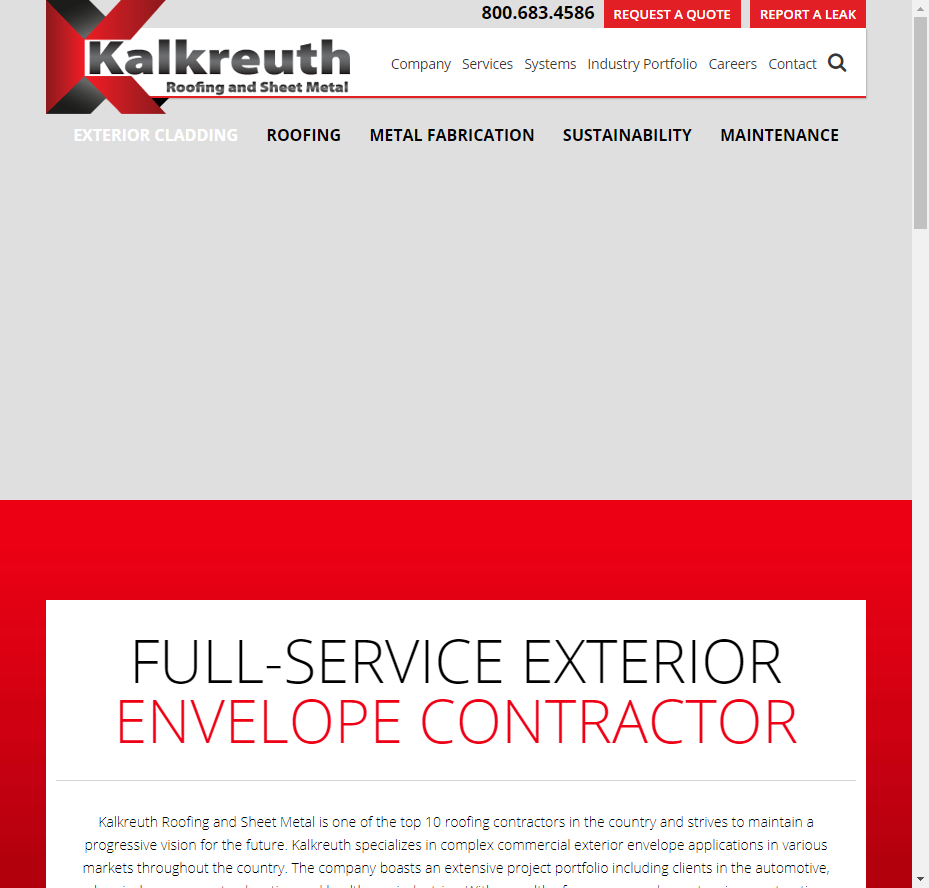 800.683.4586 REQUEST A QUOTE REPORT A LEAK
Kalkreuth
Roofing and Sheet Metal
Company Services Systems Industry Portfolio Careers Contact
EXTERIOR CLADDING ROOFING METAL FABRICATION SUSTAINABILITY MAINTENANCE
FULL-SERVICE EXTERIOR
ENVELOPE CONTRACTOR
Kalkreuth Roofing and Sheet Metal is one of the top 10 roofing contractors in the country and strives to maintain a
progressive vision for the future. Kalkreuth specializes in complex commercial exterior envelope applications in various
markets throughout the country. The company boasts an extensive project portfolio including clients in the automotive,